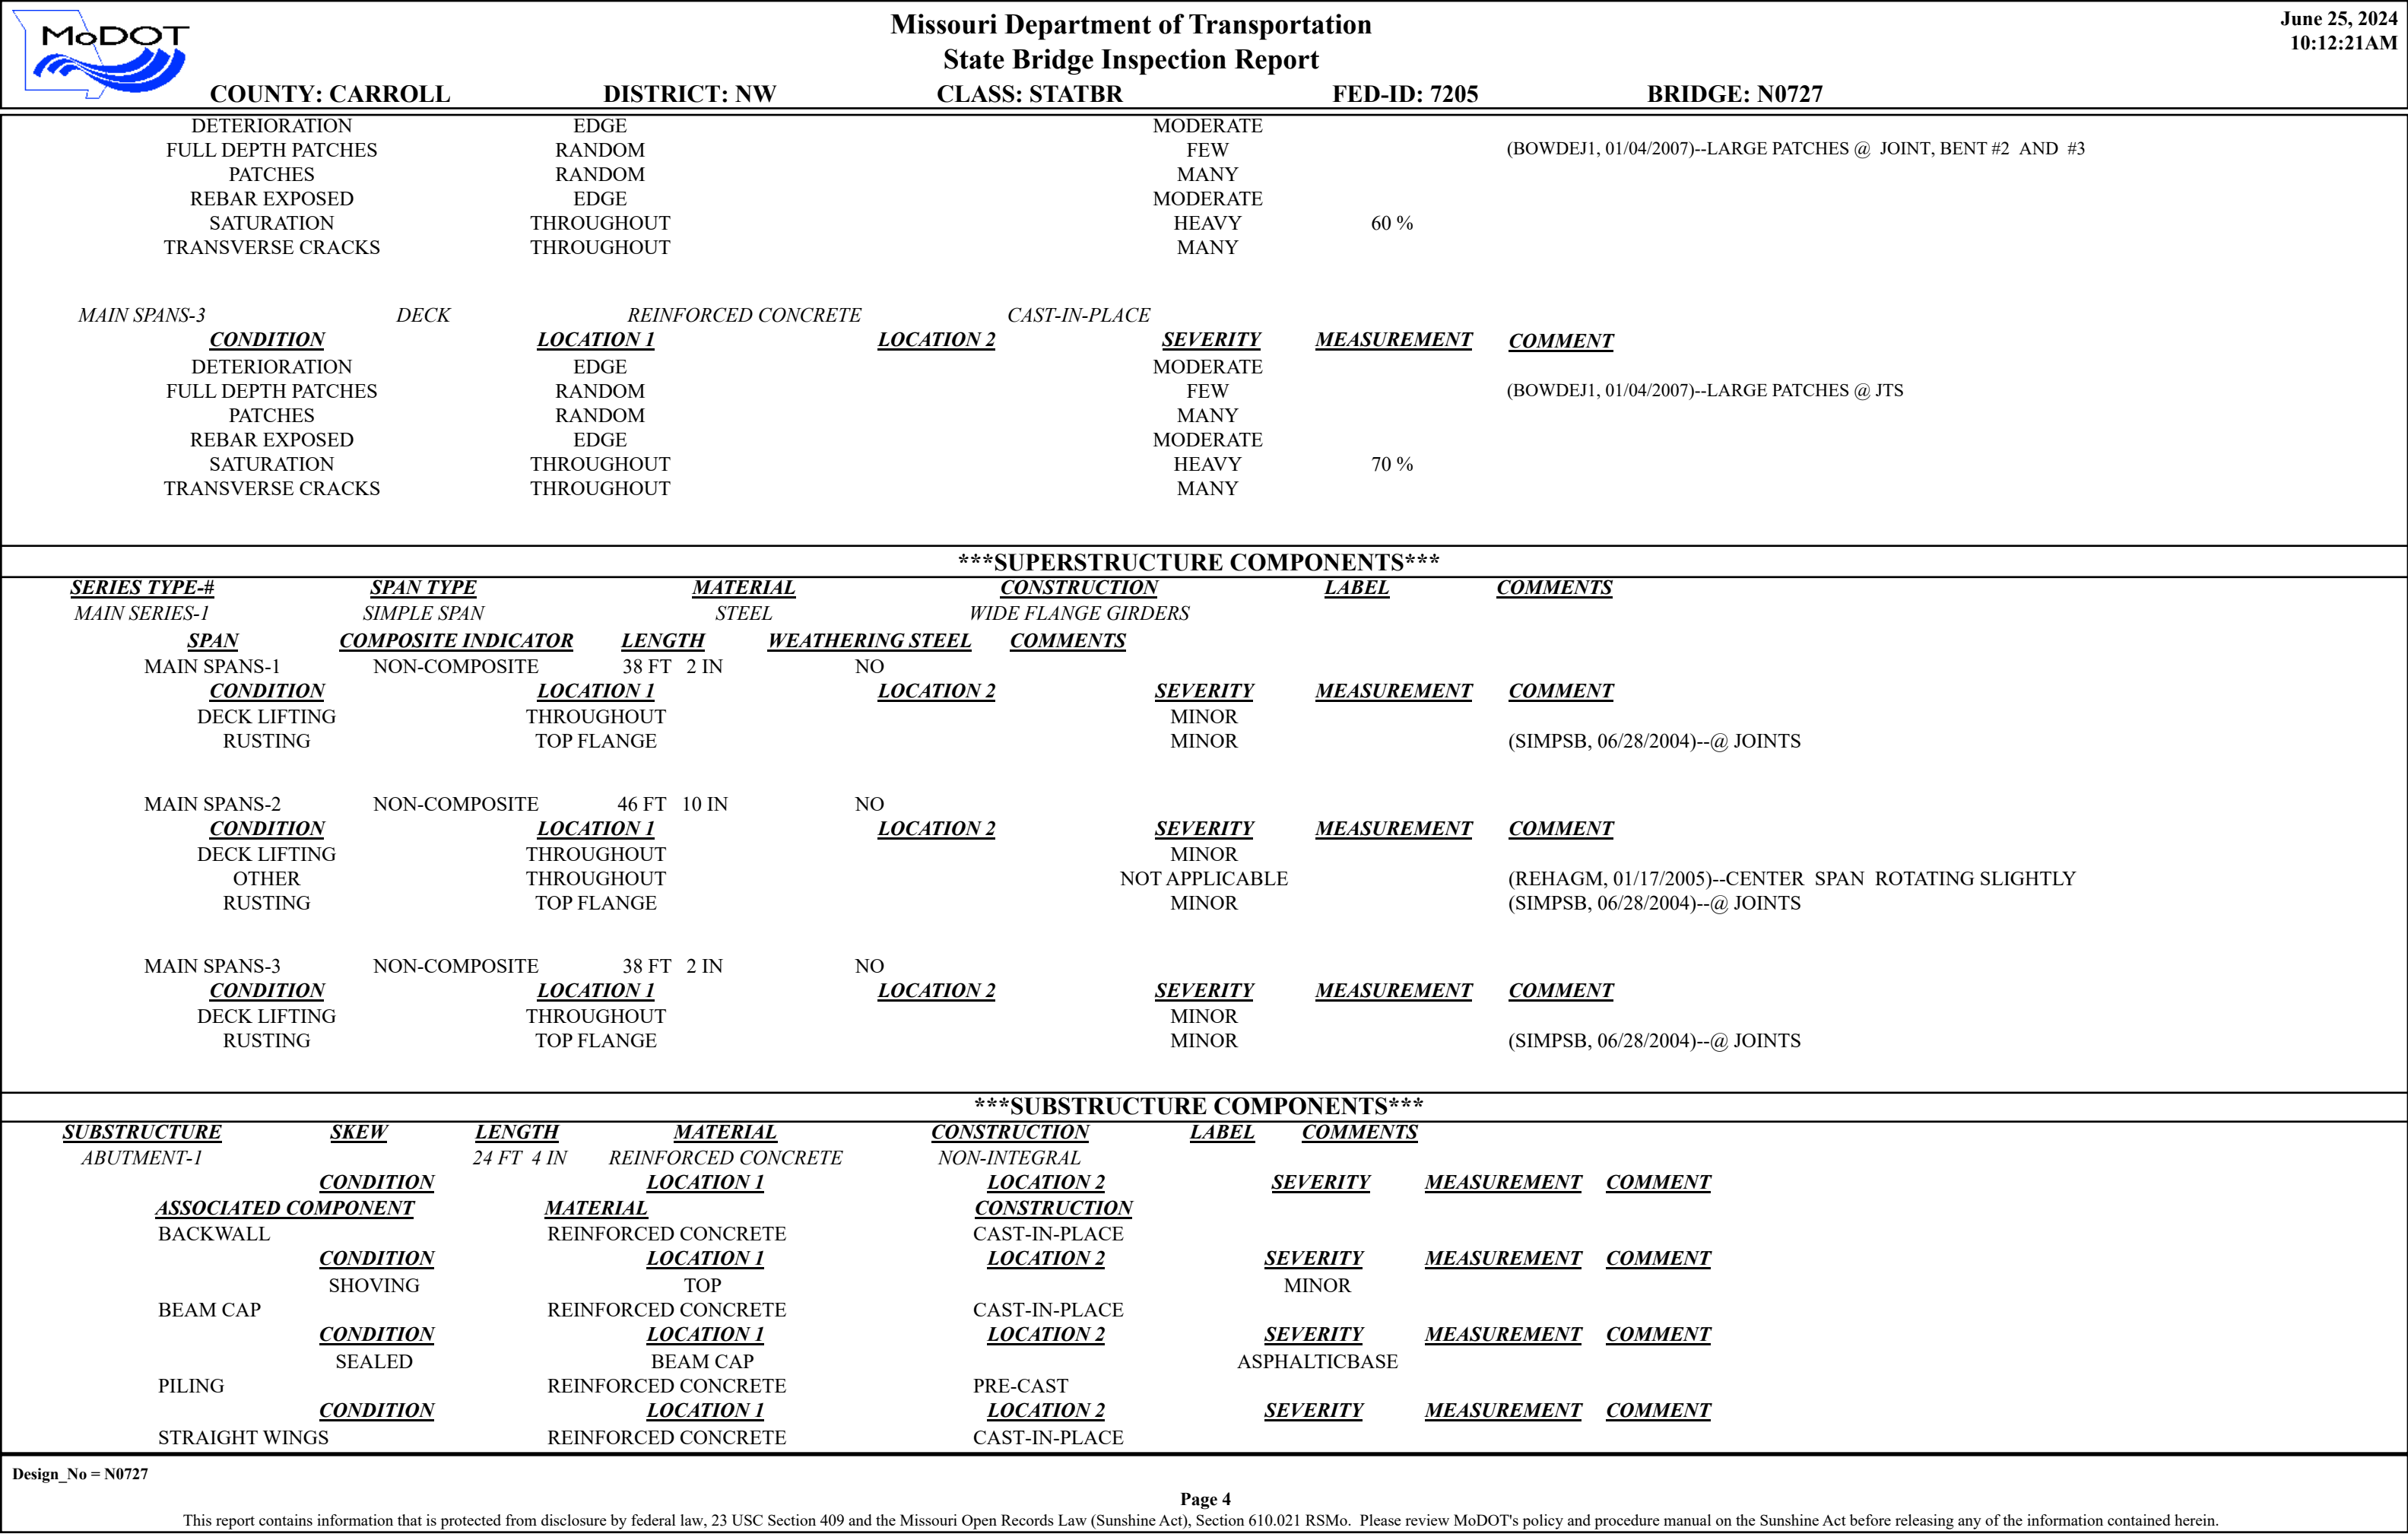 MoDOT
Missouri Department of Transportation
State Bridge Inspection Report
June 25, 2024
10:12:21AM
COUNTY: CARROLL DISTRICT: NW CLASS: STATBR FED-ID: 7205 BRIDGE: N0727
DETERIORATION EDGE MODERATE
FULL DEPTH PATCHES RANDOM FEW (BOWDEJ1, 01/04/2007)--LARGE PATCHES @ JOINT, BENT #2 AND #3
PATCHES RANDOM MANY
REBAR EXPOSED EDGE MODERATE
SATURATION THROUGHOUT HEAVY 60 %
TRANSVERSE CRACKS THROUGHOUT MANY
MAIN SPANS-3 DECK REINFORCED CONCRETE CAST-IN-PLACE
CONDITION LOCATION 1 LOCATION 2 SEVERITY MEASUREMENT COMMENT
DETERIORATION EDGE MODERATE
FULL DEPTH PATCHES RANDOM FEW (BOWDEJ1, 01/04/2007)--LARGE PATCHES @ JTS
PATCHES RANDOM MANY
REBAR EXPOSED EDGE MODERATE
SATURATION THROUGHOUT HEAVY 70 %
TRANSVERSE CRACKS THROUGHOUT MANY
***SUPERSTRUCTURE COMPONENTS***
SERIES TYPE-# SPAN TYPE MATERIAL CONSTRUCTION LABEL COMMENTS
MAIN SERIES-1 SIMPLE SPAN STEEL WIDE FLANGE GIRDERS
SPAN COMPOSITE INDICATOR LENGTH WEATHERING STEEL COMMENTS
MAIN SPANS-1 NON-COMPOSITE 38 FT 2 IN NO
CONDITION LOCATION 1 LOCATION 2 SEVERITY MEASUREMENT COMMENT
DECK LIFTING THROUGHOUT MINOR
RUSTING TOP FLANGE MINOR (SIMPSB, 06/28/2004)--@ JOINTS
MAIN SPANS-2 NON-COMPOSITE 46 FT 10 IN NO
CONDITION LOCATION 1 LOCATION 2 SEVERITY MEASUREMENT COMMENT
DECK LIFTING THROUGHOUT MINOR
OTHER THROUGHOUT NOT APPLICABLE (REHAGM, 01/17/2005)--CENTER SPAN ROTATING SLIGHTLY
RUSTING TOP FLANGE MINOR (SIMPSB, 06/28/2004)--@ JOINTS
MAIN SPANS-3 NON-COMPOSITE 38 FT 2 IN NO
CONDITION LOCATION 1 LOCATION 2 SEVERITY MEASUREMENT COMMENT
DECK LIFTING THROUGHOUT MINOR
RUSTING TOP FLANGE MINOR (SIMPSB, 06/28/2004)--@ JOINTS
***SUBSTRUCTURE COMPONENTS***
SUBSTRUCTURE SKEW LENGTH MATERIAL CONSTRUCTION LABEL COMMENTS
ABUTMENT-1 24 FT 4 IN REINFORCED CONCRETE NON-INTEGRAL
CONDITION LOCATION 1 LOCATION 2 SEVERITY MEASUREMENT COMMENT
ASSOCIATED COMPONENT MATERIAL CONSTRUCTION
BACKWALL REINFORCED CONCRETE CAST-IN-PLACE
CONDITION LOCATION 1 LOCATION 2 SEVERITY MEASUREMENT COMMENT
SHOVING TOP MINOR
BEAM CAP REINFORCED CONCRETE CAST-IN-PLACE
CONDITION LOCATION 1 LOCATION 2 SEVERITY MEASUREMENT COMMENT
SEALED BEAM CAP ASPHALTICBASE
PILING REINFORCED CONCRETE PRE-CAST
CONDITION LOCATION 1 LOCATION 2 SEVERITY MEASUREMENT COMMENT
STRAIGHT WINGS REINFORCED CONCRETE CAST-IN-PLACE
Design_No = N0727
Page 4
This report contains information that is protected from disclosure by federal law, 23 USC Section 409 and the Missouri Open Records Law (Sunshine Act), Section 610.021 RSMo. Please review MoDOT's policy and procedure manual on the Sunshine Act before releasing any of the information contained herein.